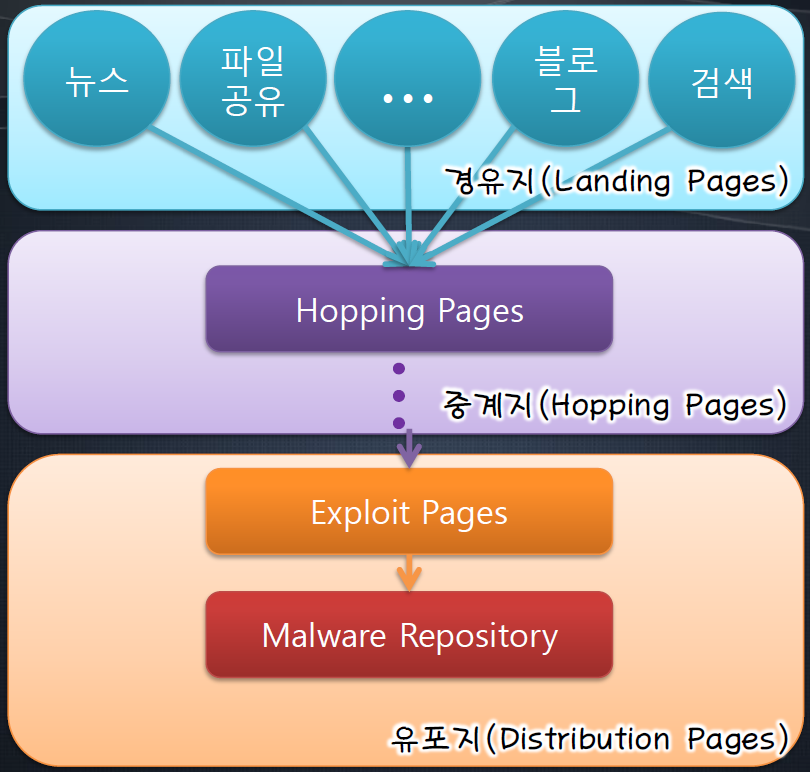 뉴스
파일
공유
...
블로
그
검색
경유지(Landing Pages)
Hopping Pages
중계지(Hopping Pages)
Exploit Pages
Malware Repository
유포지(Distribution Pages)